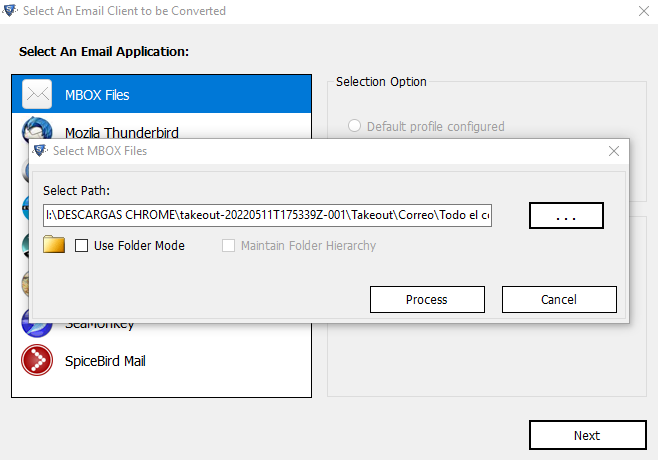 Select An Email Client to be Converted
Select An Email Application:
MBOX Files
Selection Option
Default profile configured
Mozila Thunderbird
Select MBOX Files
Select Path:
I:\DESCARGAS CHROME\takeout-20220511T175339Z-001\Takeout\Correo\Todo el c
...
Use Folder Mode
Maintain Folder Hierarchy
Process
Cancel
SeaMonkey
SpiceBird Mail
Next